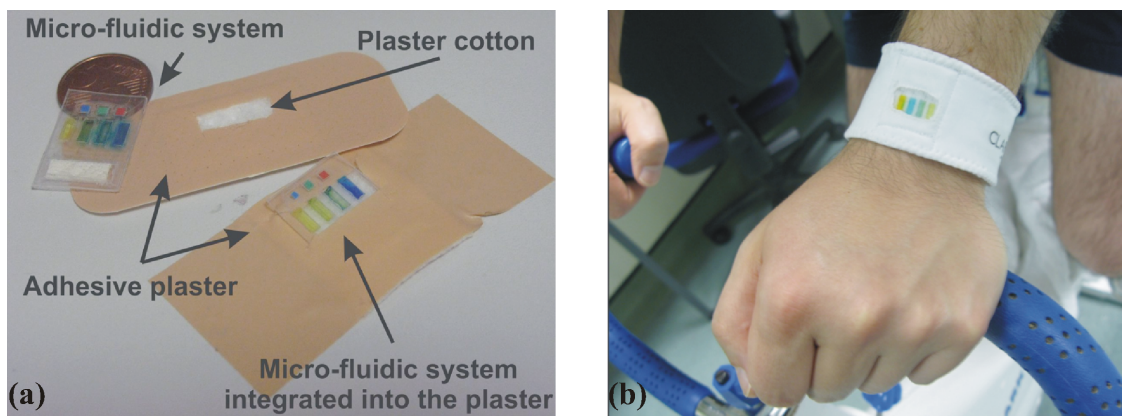 Micro-fluidic system
Plaster cotton
Adhesive plaster
Micro-fluidic system
integrated into the plaster
(a)
(b)